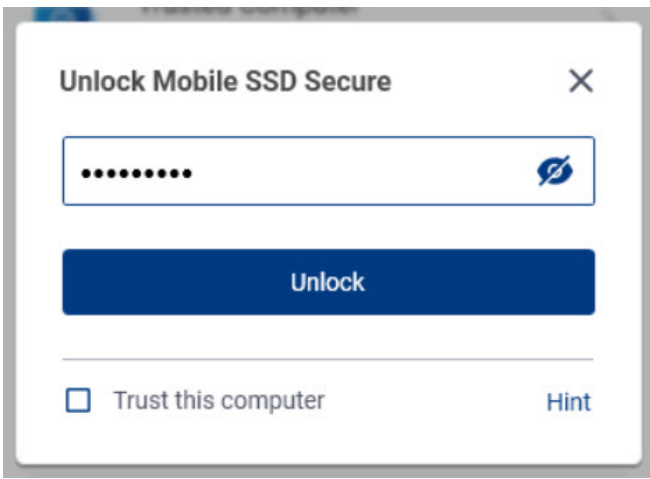 Unlock Mobile SSD Secure
•••••••••
Unlock
Trust this computer
Hint